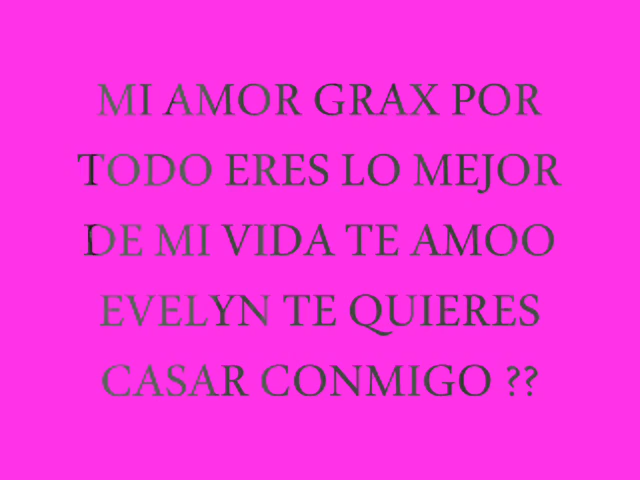 MI AMOR GRAX POR
TODO ERES LO MEJOR
DE MI VIDA TE AMOO
EVELYN TE QUIERES
CASAR CONMIGO ??